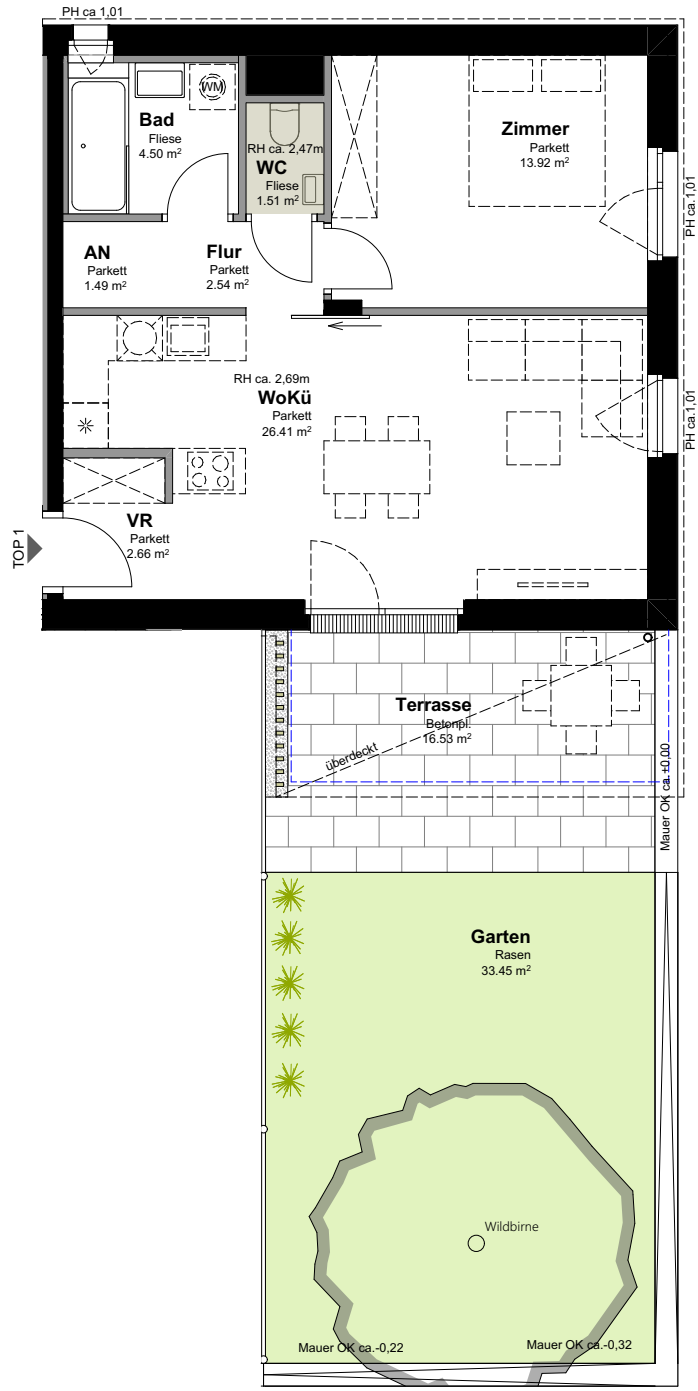 PH ca 1,01
WM
Bad
Fliese
4.50 m²
RH ca. 2,47m
WC
Fliese
1.51 m²
Zimmer
Parkett
13.92 m²
PH ca.1,01
AN
Parkett
1.49 m²
Flur
Parkett
2.54 m²
RH ca. 2,69m
WoKü
Parkett
26.41 m²
PH ca.1,01
VR
Parkett
2.66 m²
TOP 1
Terrasse
Betonpl.
16.53 m²
überdeckt
Mauer OK ca. ±0,00
Garten
Rasen
33.45 m²
Wildbirne
Mauer OK ca.-0,22
Mauer OK ca.-0,32